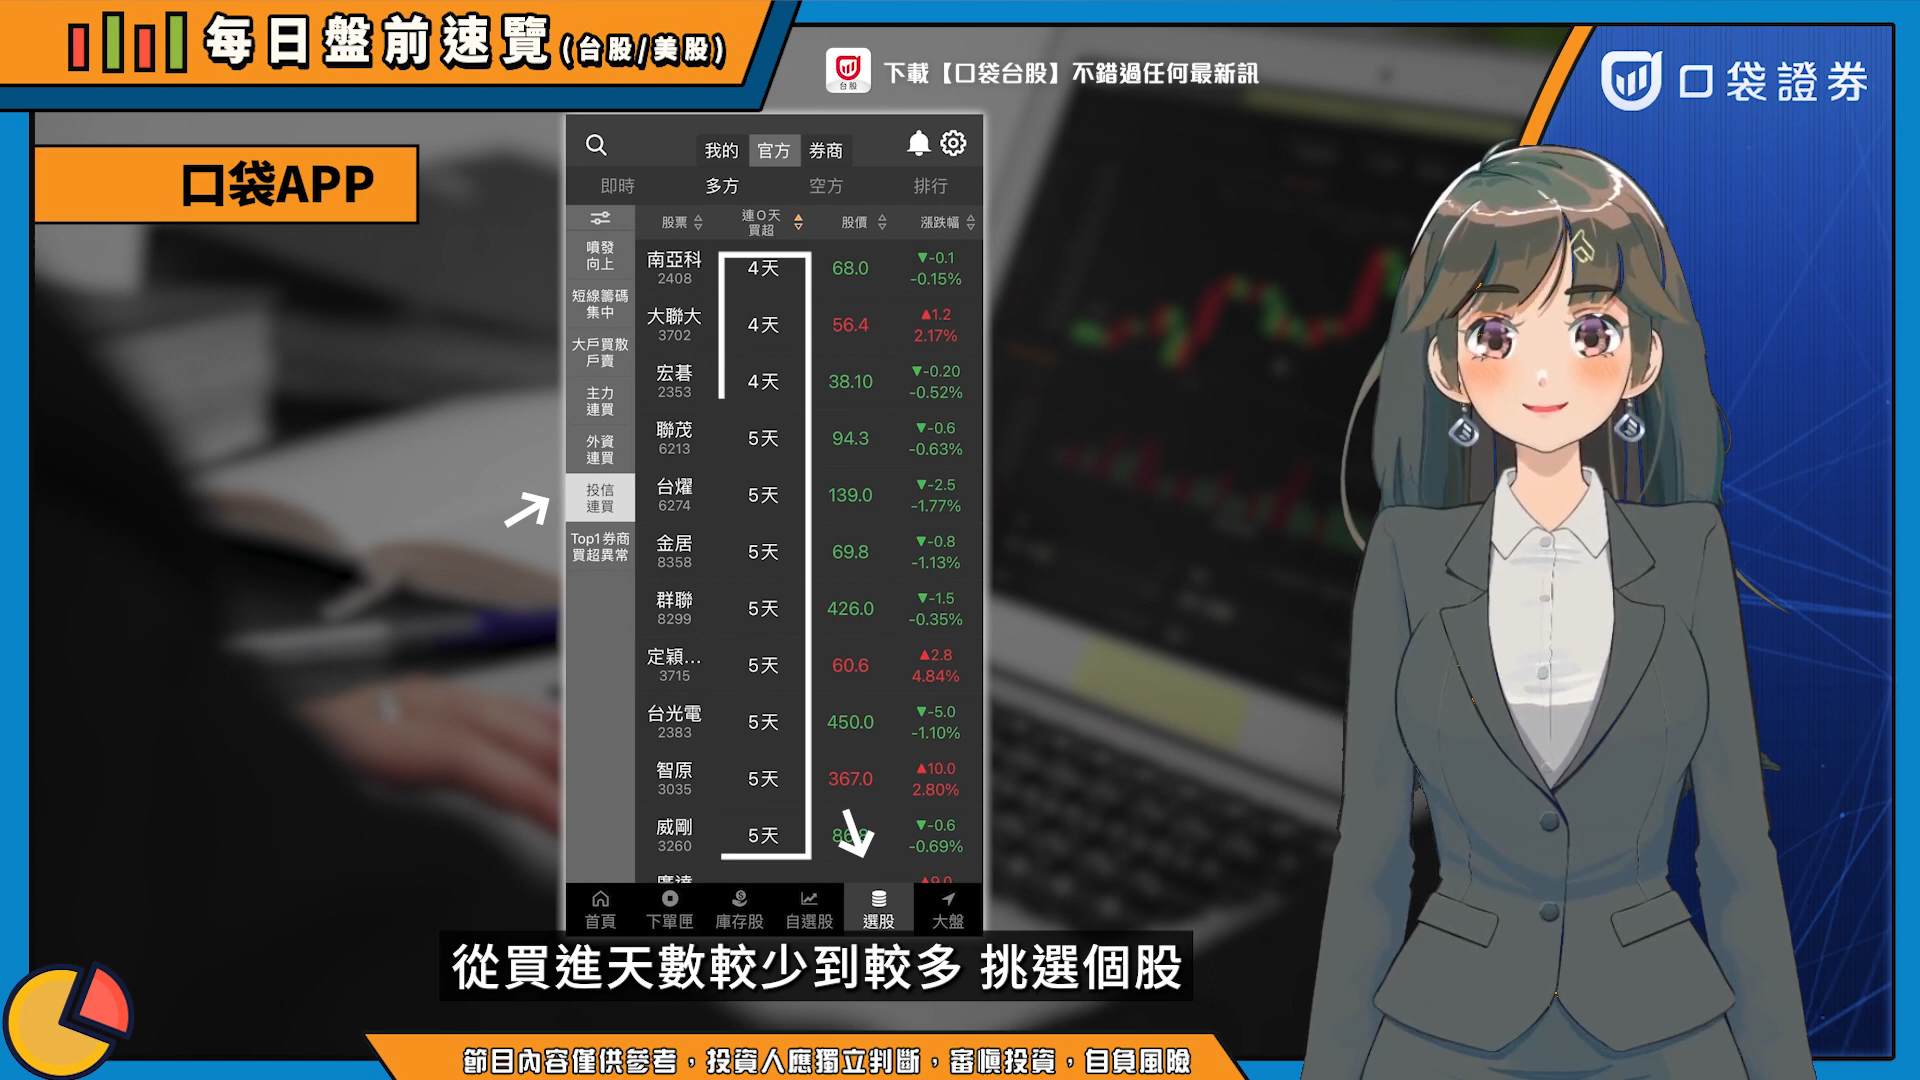 每日盤前速覽(台股/美股)
台股
下載【口袋台股】不錯過任何最新訊
口袋證券
口袋APP
我的 官方 券商
即時 多方 空方 排行
股票 連O天買超 股價 漲跌幅
噴發向上
短線籌碼集中
大戶買散戶賣
主力連買
外資連買
投信連買
Top1券商買超異常
南亞科 4天 68.0 ▼-0.1
2408 -0.15%
大聯大 4天 56.4 ▲1.2
3702 2.17%
宏碁 4天 38.10 ▼-0.20
2353 -0.52%
聯茂 5天 94.3 ▼-0.6
6213 -0.63%
台燿 5天 139.0 ▼-2.5
6274 -1.77%
金居 5天 69.8 ▼-0.8
8358 -1.13%
群聯 5天 426.0 ▼-1.5
8299 -0.35%
定穎... 5天 60.6 ▲2.8
3715 4.84%
台光電 5天 450.0 ▼-5.0
2383 -1.10%
智原 5天 367.0 ▲10.0
3035 2.80%
威剛 5天 ▼-0.6
3260 -0.69%
首頁 下單匣 庫存股 自選股 選股 大盤
從買進天數較少到較多 挑選個股
節目內容僅供參考，投資人應獨立判斷，審慎投資，自負風險